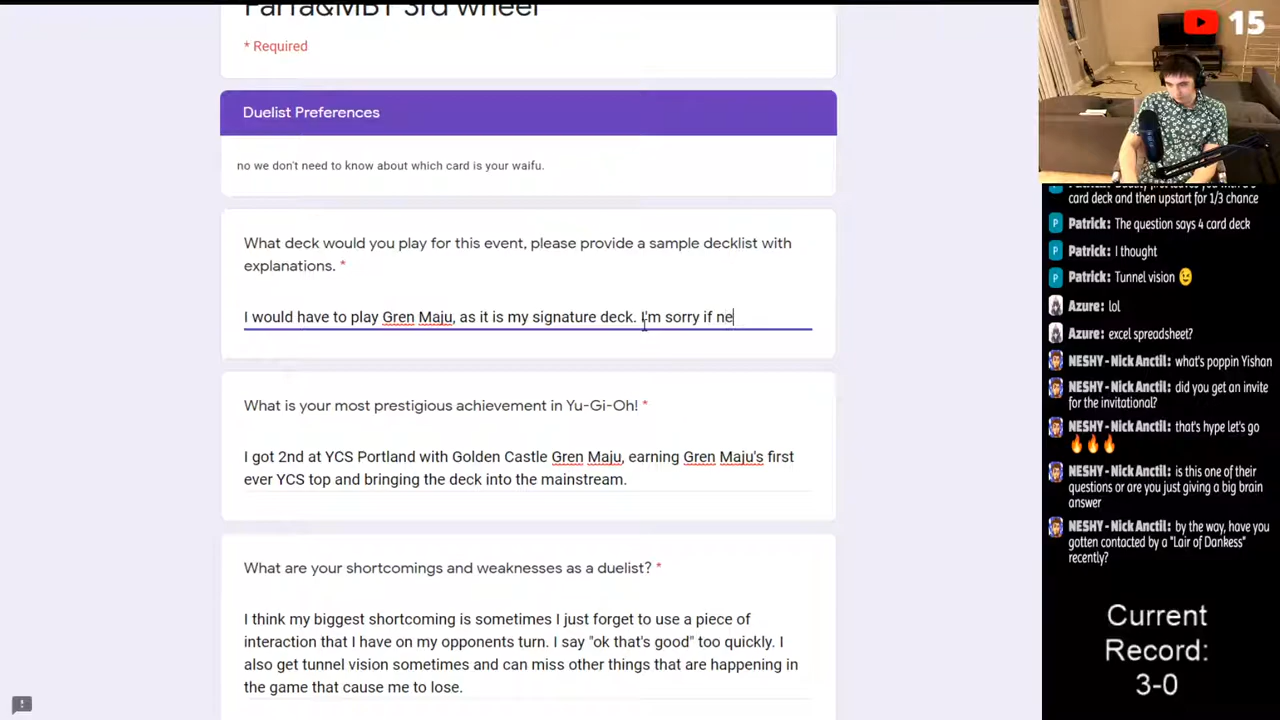 Farfa&MBT 3rd wheel
* Required
Duelist Preferences
no we don't need to know about which card is your waifu.
What deck would you play for this event, please provide a sample decklist with
explanations. *
I would have to play Gren Maju, as it is my signature deck. I'm sorry if ne
What is your most prestigious achievement in Yu-Gi-Oh! *
I got 2nd at YCS Portland with Golden Castle Gren Maju, earning Gren Maju's first
ever YCS top and bringing the deck into the mainstream.
What are your shortcomings and weaknesses as a duelist? *
I think my biggest shortcoming is sometimes I just forget to use a piece of
interaction that I have on my opponents turn. I say "ok that's good" too quickly. I
also get tunnel vision sometimes and can miss other things that are happening in
the game that cause me to lose.
15
card deck and then upstart for 1/3 chance
P Patrick: The question says 4 card deck
P Patrick: I thought
P Patrick: Tunnel vision 😉
Azure: lol
Azure: excel spreadsheet?
NESHY - Nick Anctil: what's poppin Yishan
NESHY - Nick Anctil: did you get an invite
for the invitational?
NESHY - Nick Anctil: that's hype let's go
🔥🔥🔥
NESHY - Nick Anctil: is this one of their
questions or are you just giving a big brain
answer
NESHY - Nick Anctil: by the way, have you
gotten contacted by a "Lair of Dankess"
recently?
Current
Record:
3-0